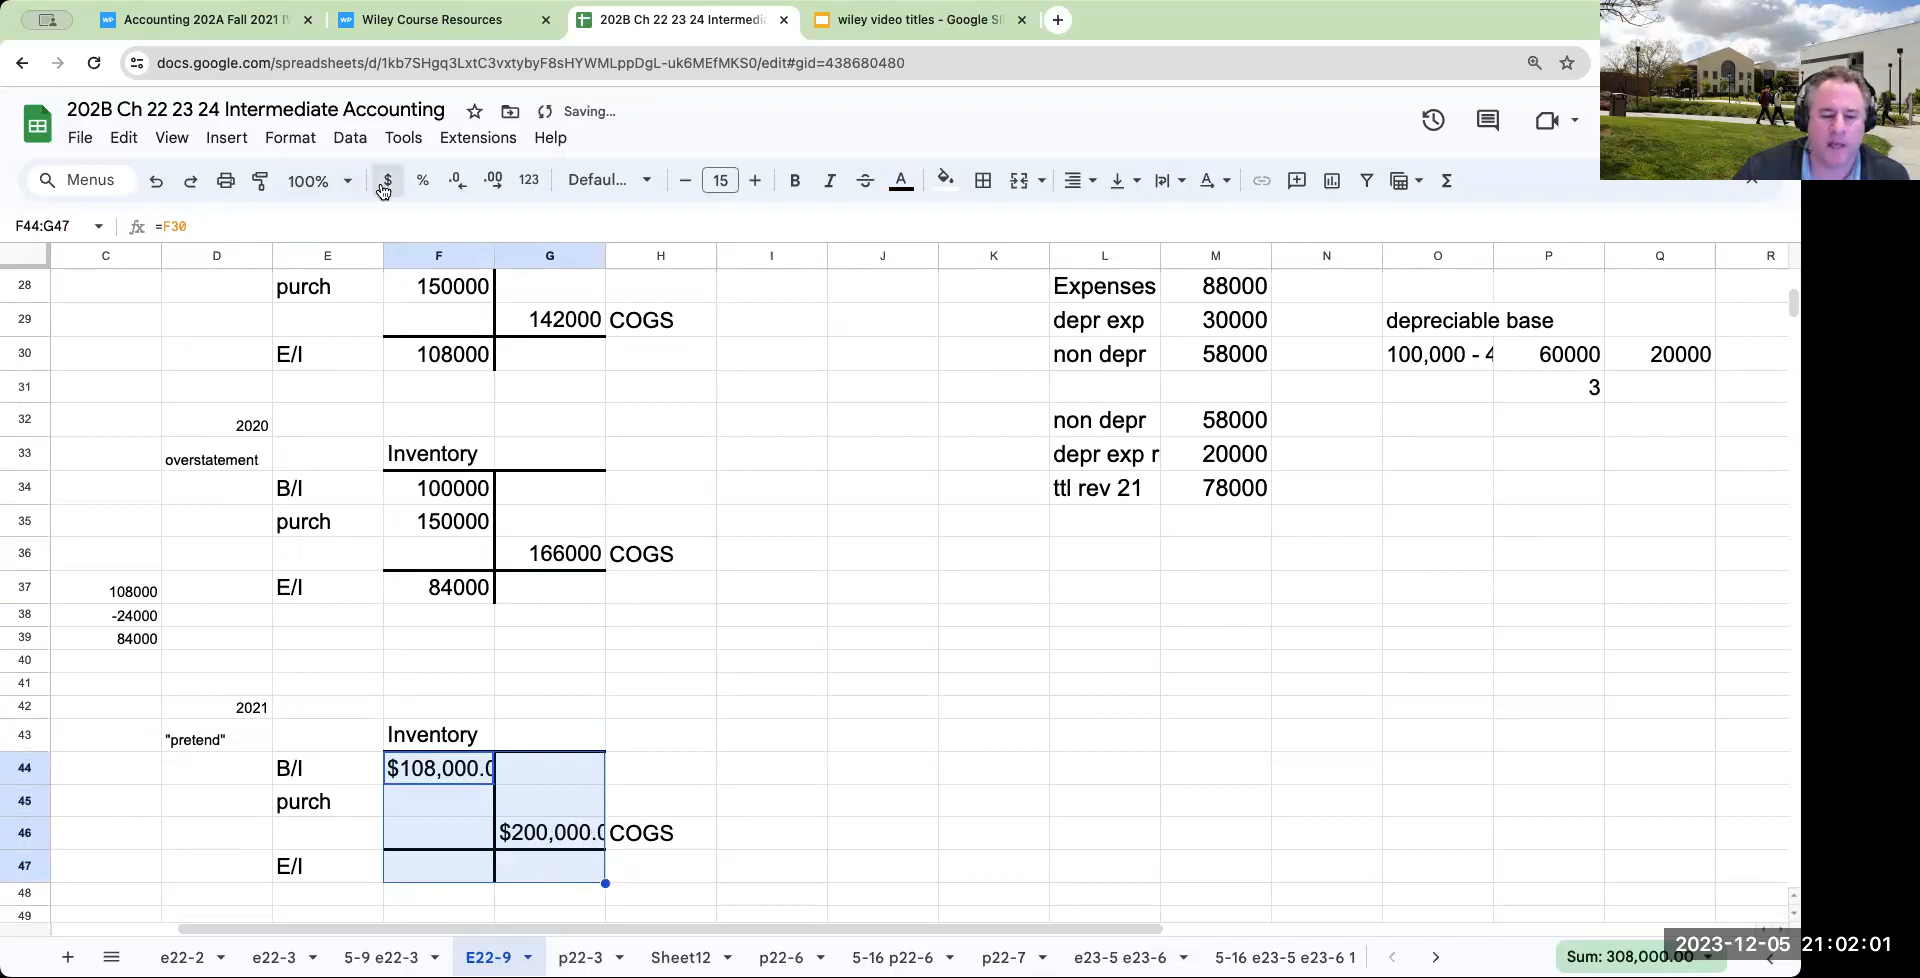 Accounting 202A Fall 2021 I
Wiley Course Resources
202B Ch 22 23 24 Intermedi
wiley video titles - Google Sl
docs.google.com/spreadsheets/d/1kb7SHgq3LxtC3vxtybyF8sHYWMLppDgL-uk6MEfMKS0/edit#gid=438680480
202B Ch 22 23 24 Intermediate Accounting
Saving...
File Edit View Insert Format Data Tools Extensions Help
Menus 100% $ % .0 .00 123 Defaul... 15 B I A
F44:G47 fx =F30
C D E F G H I J K L M N O P Q R
28 purch 150000 Expenses 88000
29 142000 COGS depr exp 30000 depreciable base
30 E/I 108000 non depr 58000 100,000 - 4 60000 20000
31 3
32 2020 non depr 58000
33 overstatement Inventory depr exp r 20000
34 B/I 100000 ttl rev 21 78000
35 purch 150000
36 166000 COGS
37 108000 E/I 84000
38 -24000
39 84000
40
41
42 2021
43 "pretend" Inventory
44 B/I $108,000.0
45 purch
46 $200,000.0 COGS
47 E/I
48
49
e22-2 e22-3 5-9 e22-3 E22-9 p22-3 Sheet12 p22-6 5-16 p22-6 p22-7 e23-5 e23-6 5-16 e23-5 e23-6 1
Sum: 308,000.00
2023-12-05 21:02:01